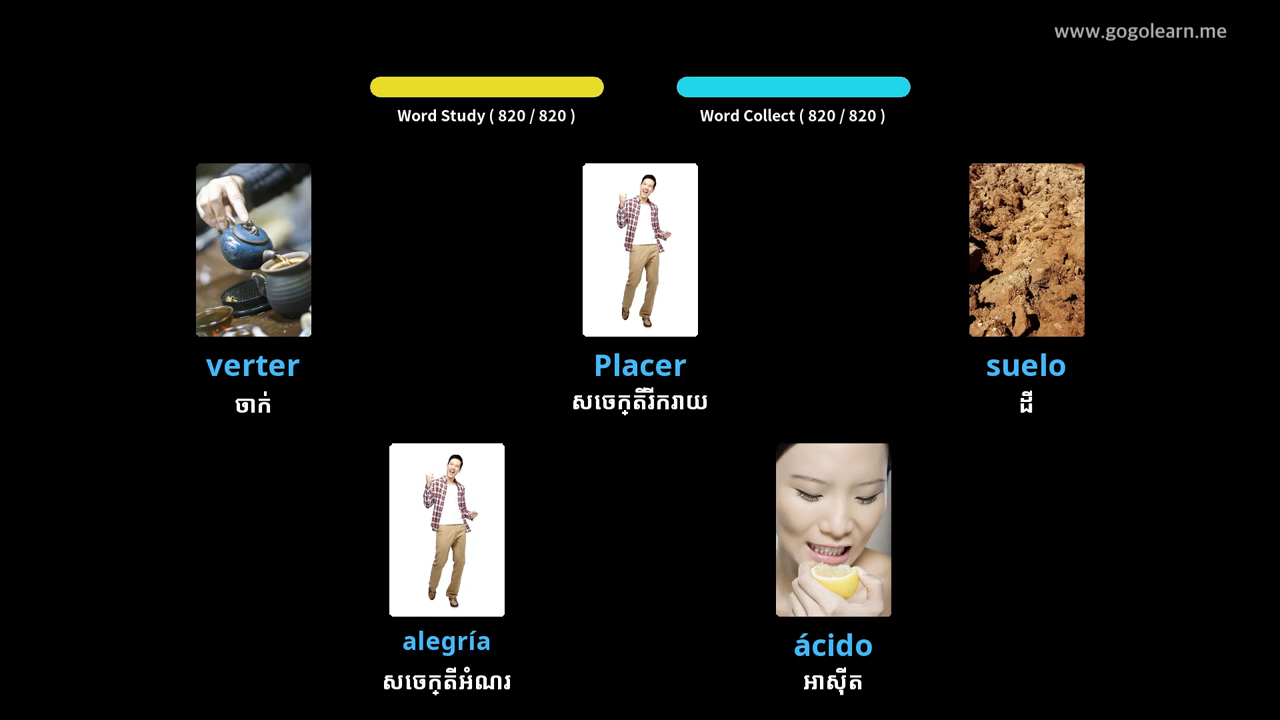 www.gogolearn.me
Word Study ( 820 / 820 )
Word Collect ( 820 / 820 )
verter
ចាក់
Placer
សចេក្តីរីករាយ
suelo
ដី
alegría
សចេក្តីអំណរ
ácido
អាស៊ីត